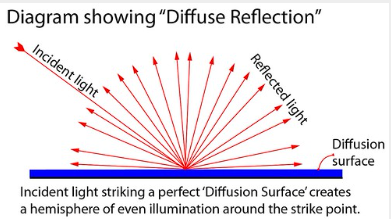 Diagram showing "Diffuse Reflection"
Incident light
Reflected light
Diffusion
surface
Incident light striking a perfect 'Diffusion Surface' creates
a hemisphere of even illumination around the strike point.